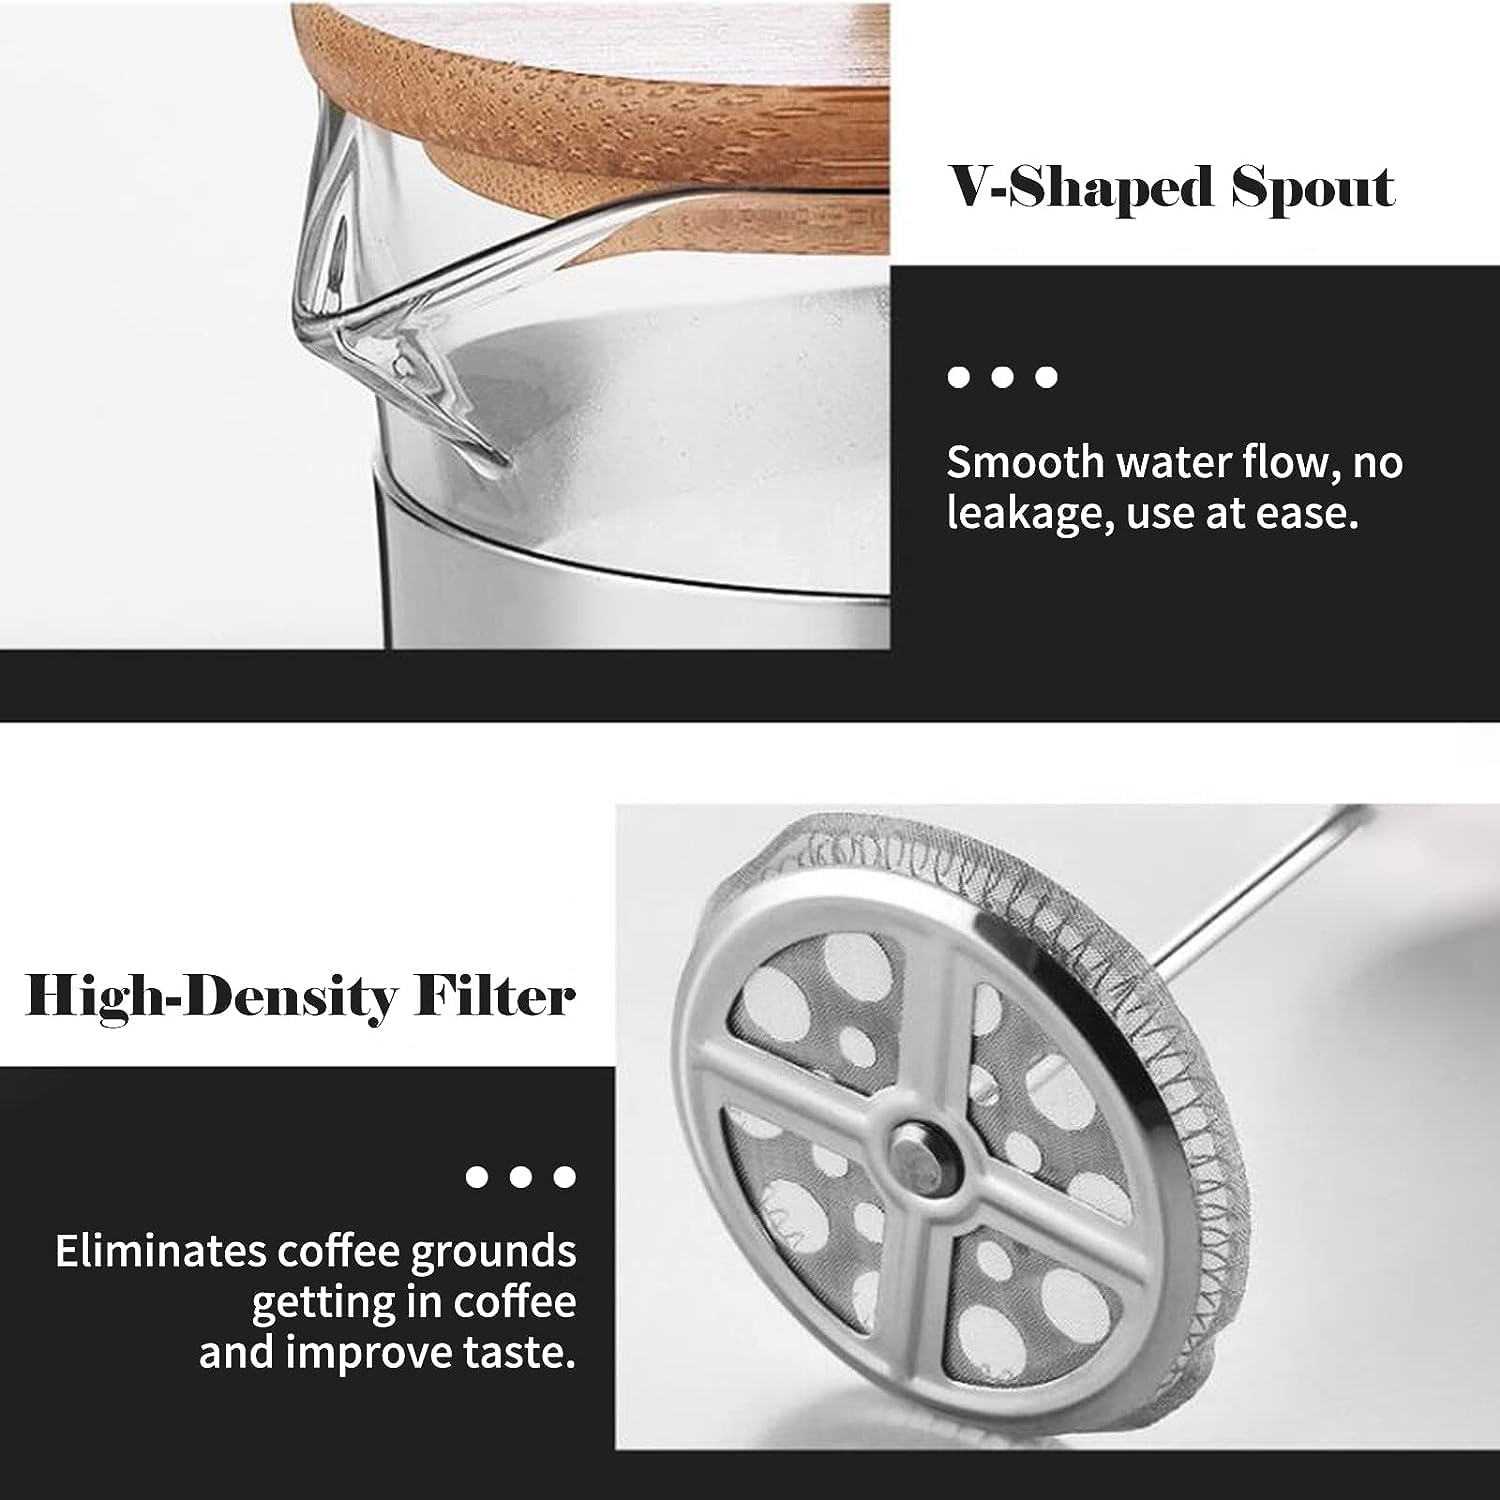 V-Shaped Spout
Smooth water flow, no
leakage, use at ease.
High-Density Filter
Eliminates coffee grounds
getting in coffee
and improve taste.